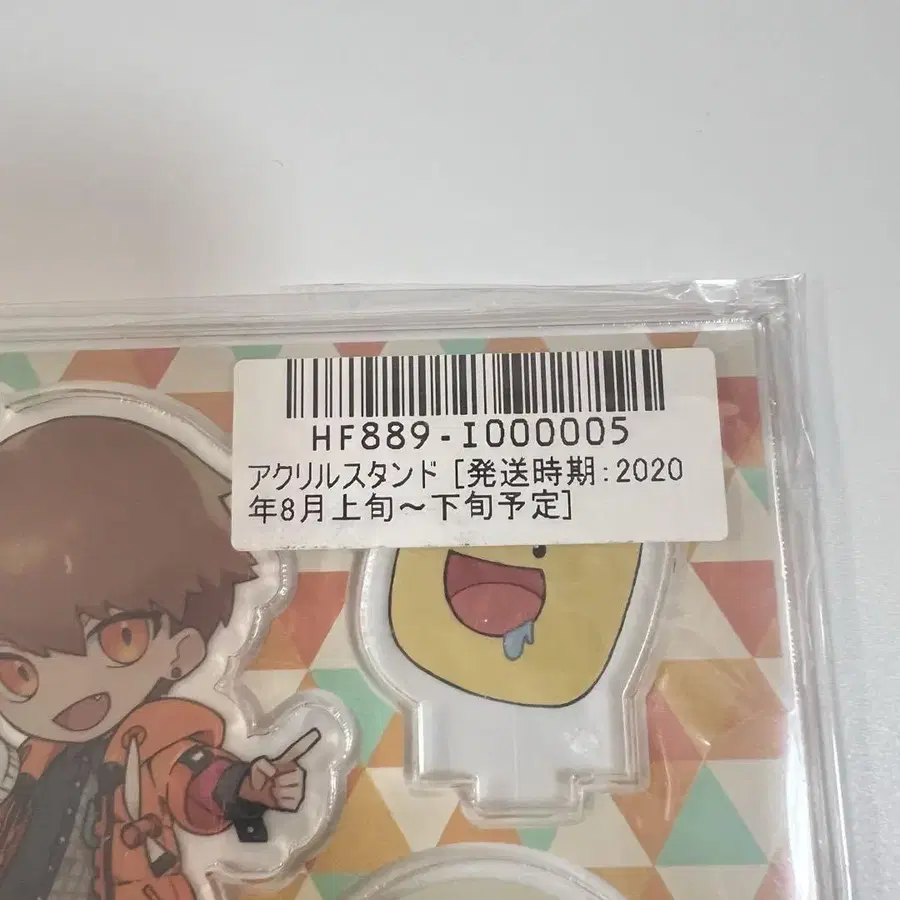 HF889-I000005
アクリルスタンド [発送時期:2020
年8月上旬～下旬予定]